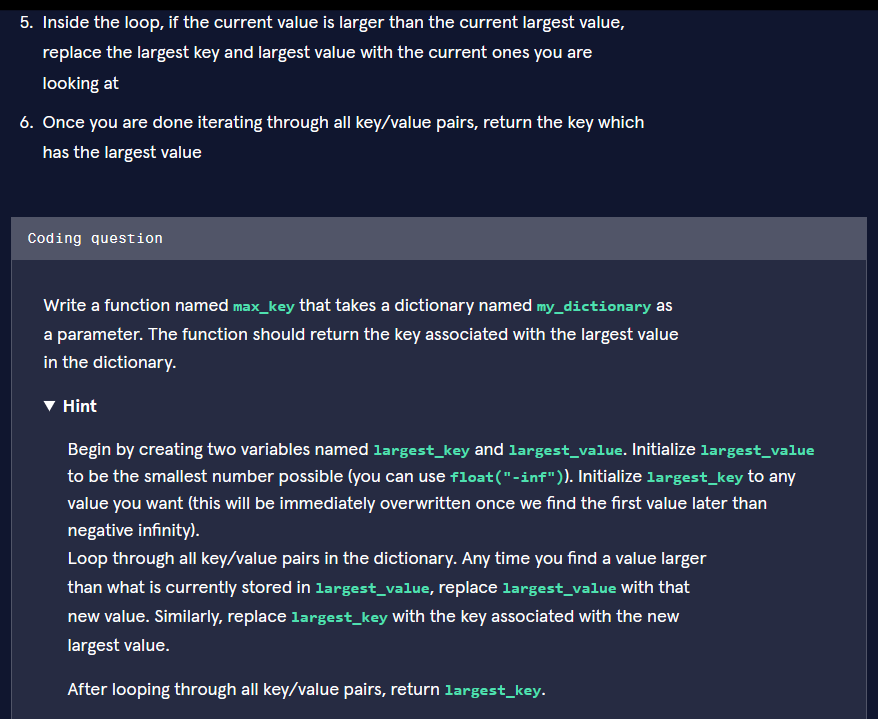 5. Inside the loop, if the current value is larger than the current largest value,
replace the largest key and largest value with the current ones you are
looking at
6. Once you are done iterating through all key/value pairs, return the key which
has the largest value
Coding question
Write a function named max_key that takes a dictionary named my_dictionary as
a parameter. The function should return the key associated with the largest value
in the dictionary.
▼ Hint
Begin by creating two variables named largest_key and largest_value. Initialize largest_value
to be the smallest number possible (you can use float("-inf")). Initialize largest_key to any
value you want (this will be immediately overwritten once we find the first value later than
negative infinity).
Loop through all key/value pairs in the dictionary. Any time you find a value larger
than what is currently stored in largest_value, replace largest_value with that
new value. Similarly, replace largest_key with the key associated with the new
largest value.
After looping through all key/value pairs, return largest_key.